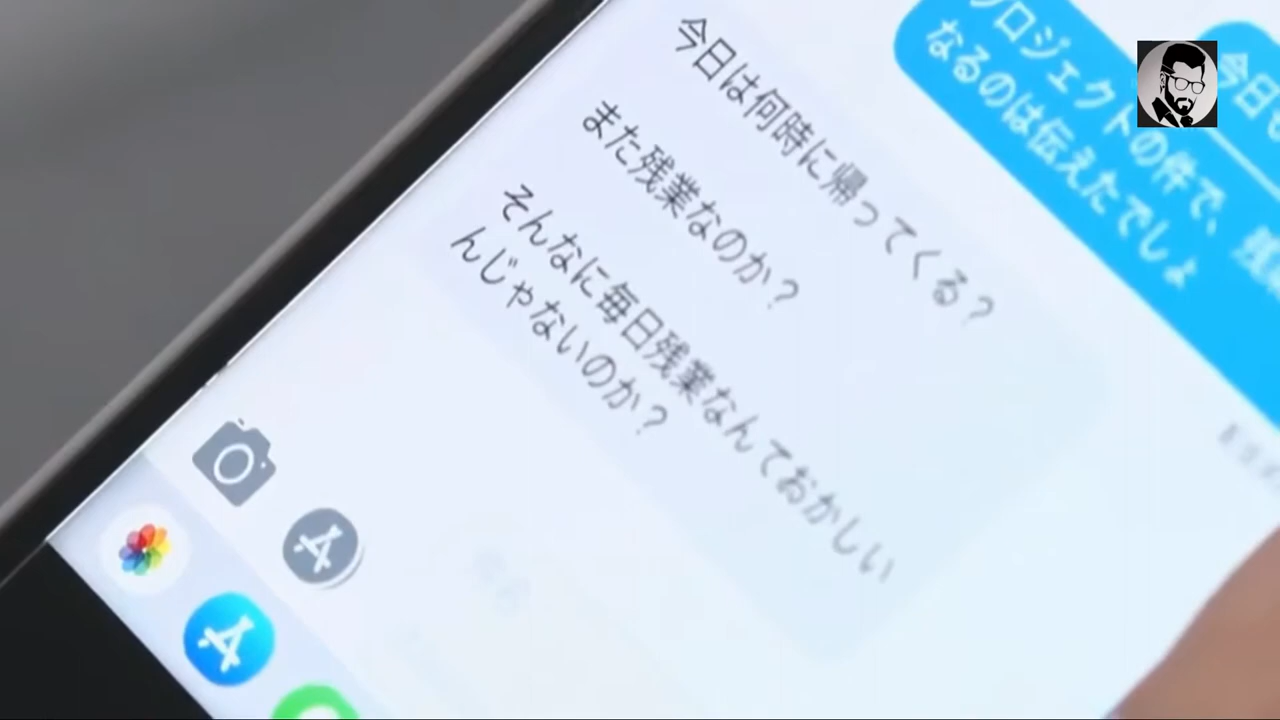 ロジェクトの件で、残
なるのは伝えたでしょ
今日
今日は何時に帰ってくる？
また残業なのか？
そんなに毎日残業なんておかしい
んじゃないのか？